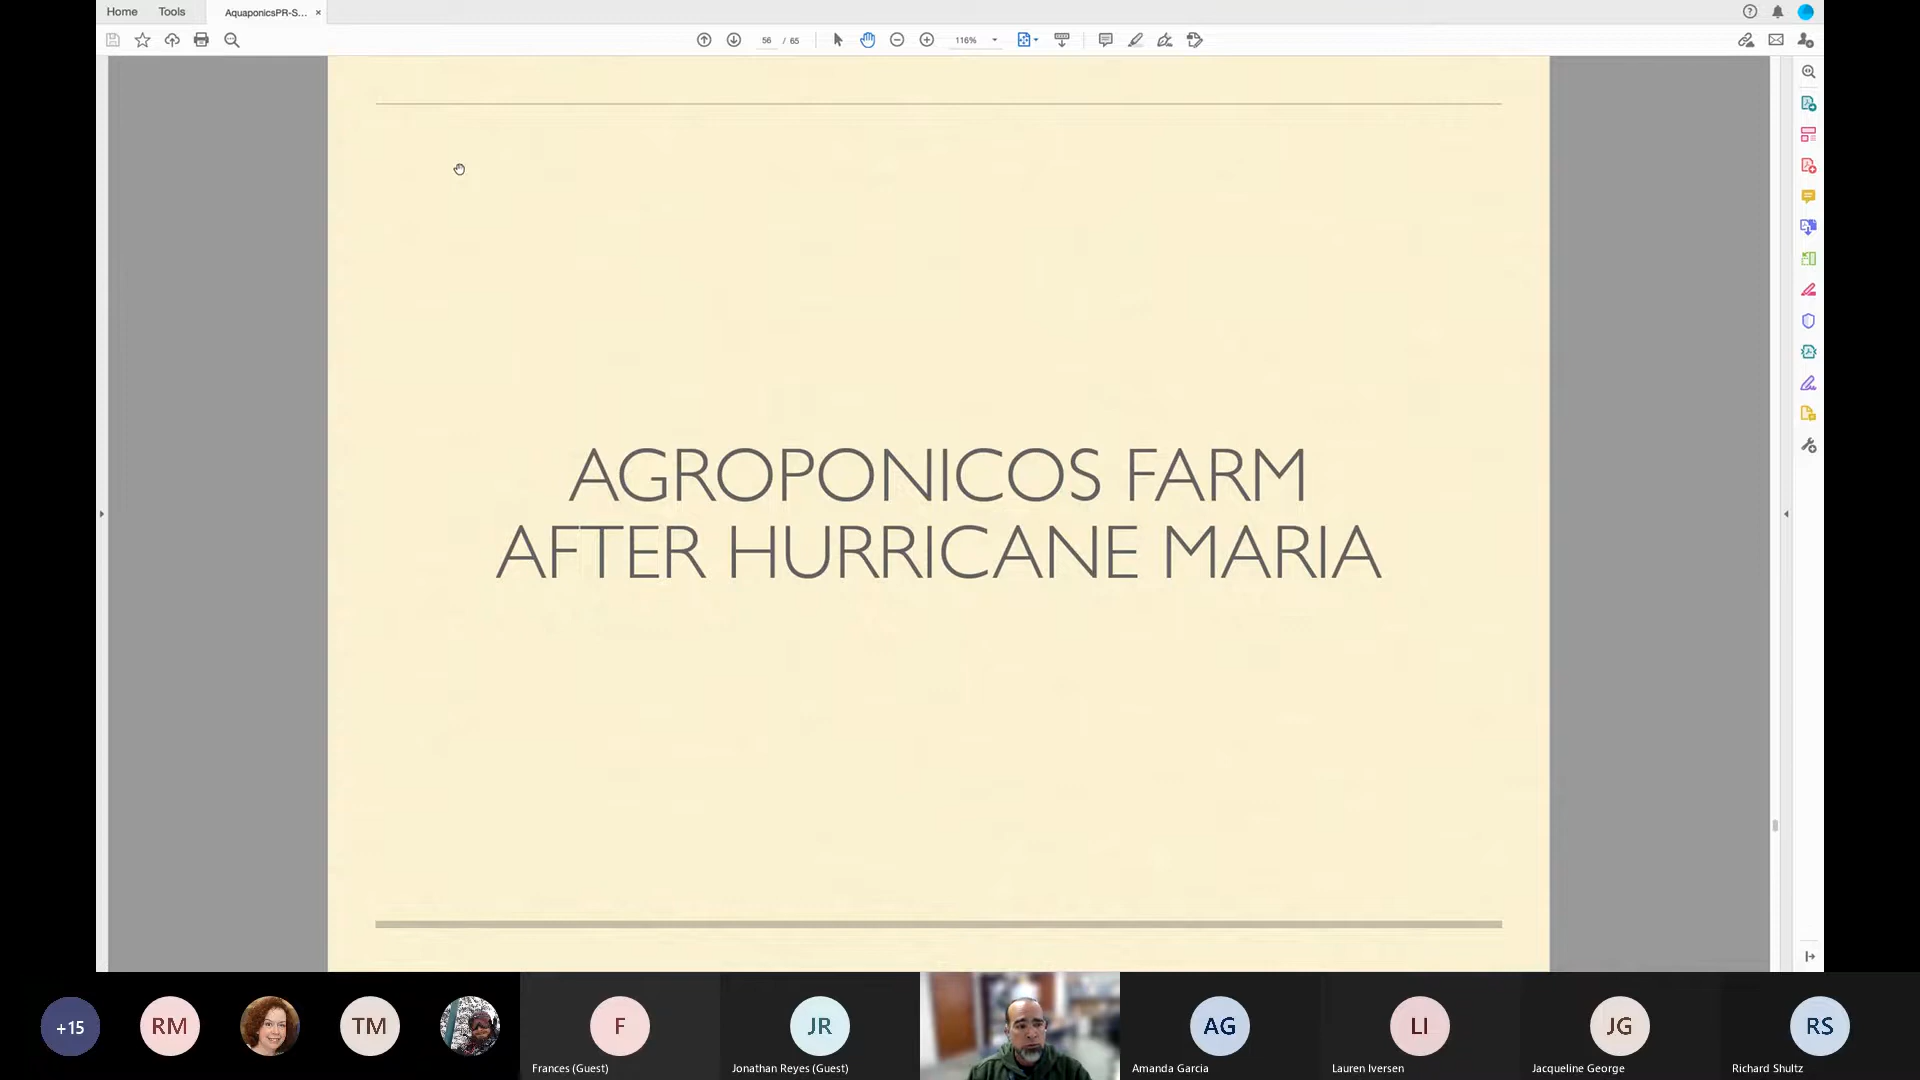 Home Tools AquaponicsPR-S... ×
56 / 65 116%
AGROPONICOS FARM
AFTER HURRICANE MARIA
+15 RM TM F JR AG LI JG RS
Frances (Guest) Jonathan Reyes (Guest) Amanda Garcia Lauren Iversen Jacqueline George Richard Shultz